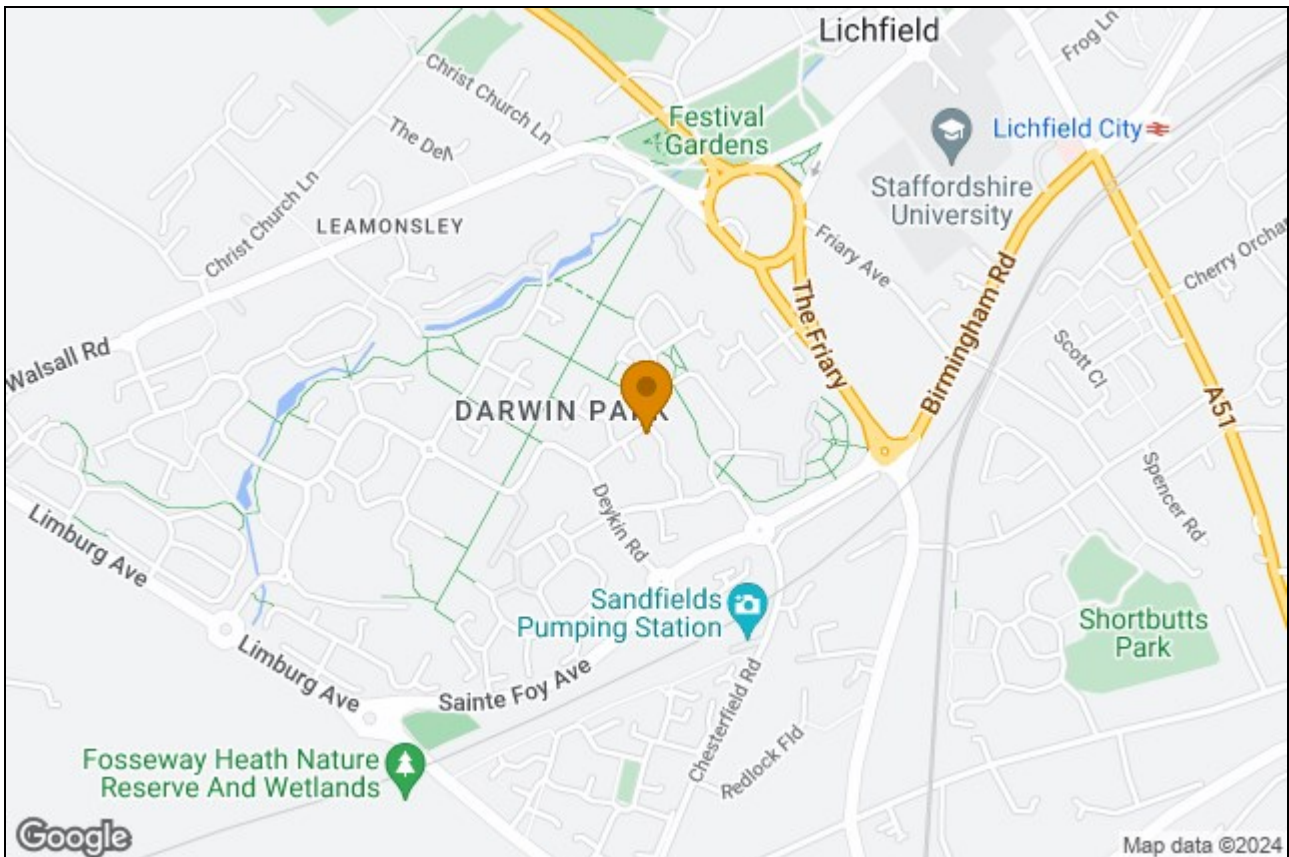 Lichfield
Frog Ln
Christ Church Ln
Festival
Gardens
Lichfield City
The Dell
Staffordshire
University
LEAMONSLEY
Christ Church Ln
Friary Ave
Cherry Orchar
Birmingham Rd
The Friary
Scott Cl
Walsall Rd
DARWIN PARK
A51
Spencer Rd
Deykin Rd
Limburg Ave
Sandfields
Pumping Station
Shortbutts
Park
Limburg Ave
Sainte Foy Ave
Chesterfield Rd
Redlock Fld
Fosseway Heath Nature
Reserve And Wetlands
Google
Map data ©2024